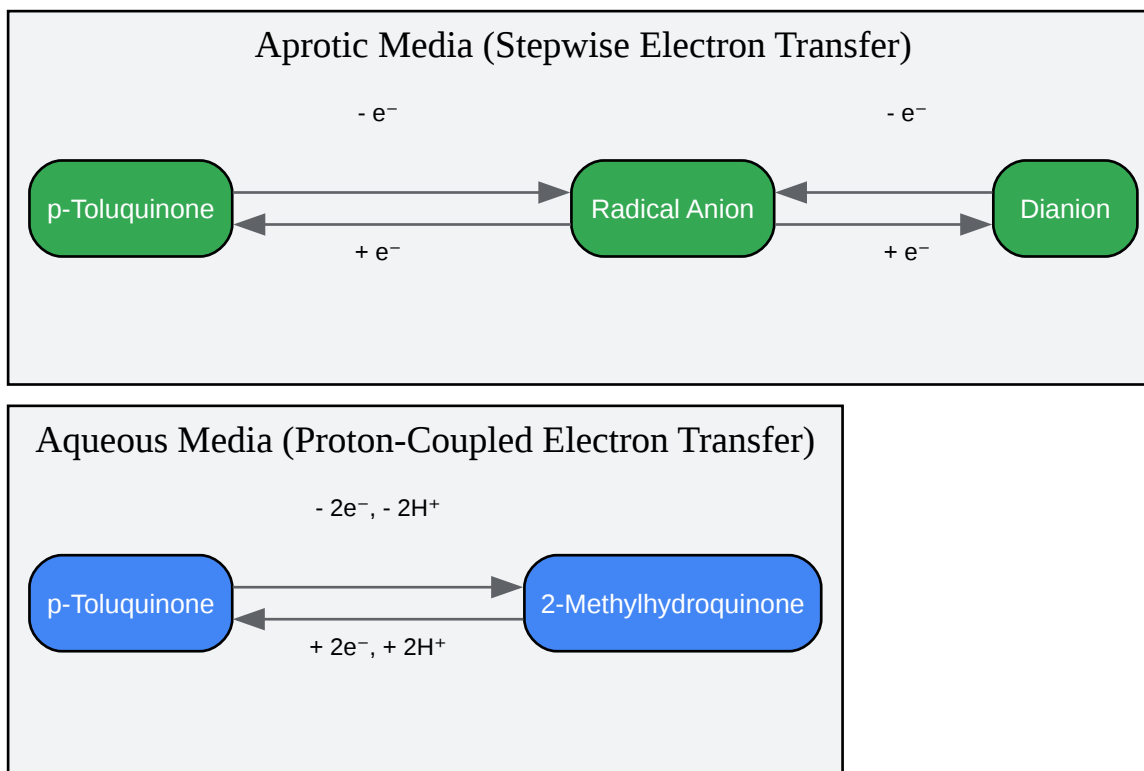 Aprotic Media (Stepwise Electron Transfer)
- e⁻ - e⁻
p-Toluquinone Radical Anion Dianion
+ e⁻ + e⁻
Aqueous Media (Proton-Coupled Electron Transfer)
- 2e⁻, - 2H⁺
p-Toluquinone 2-Methylhydroquinone
+ 2e⁻, + 2H⁺